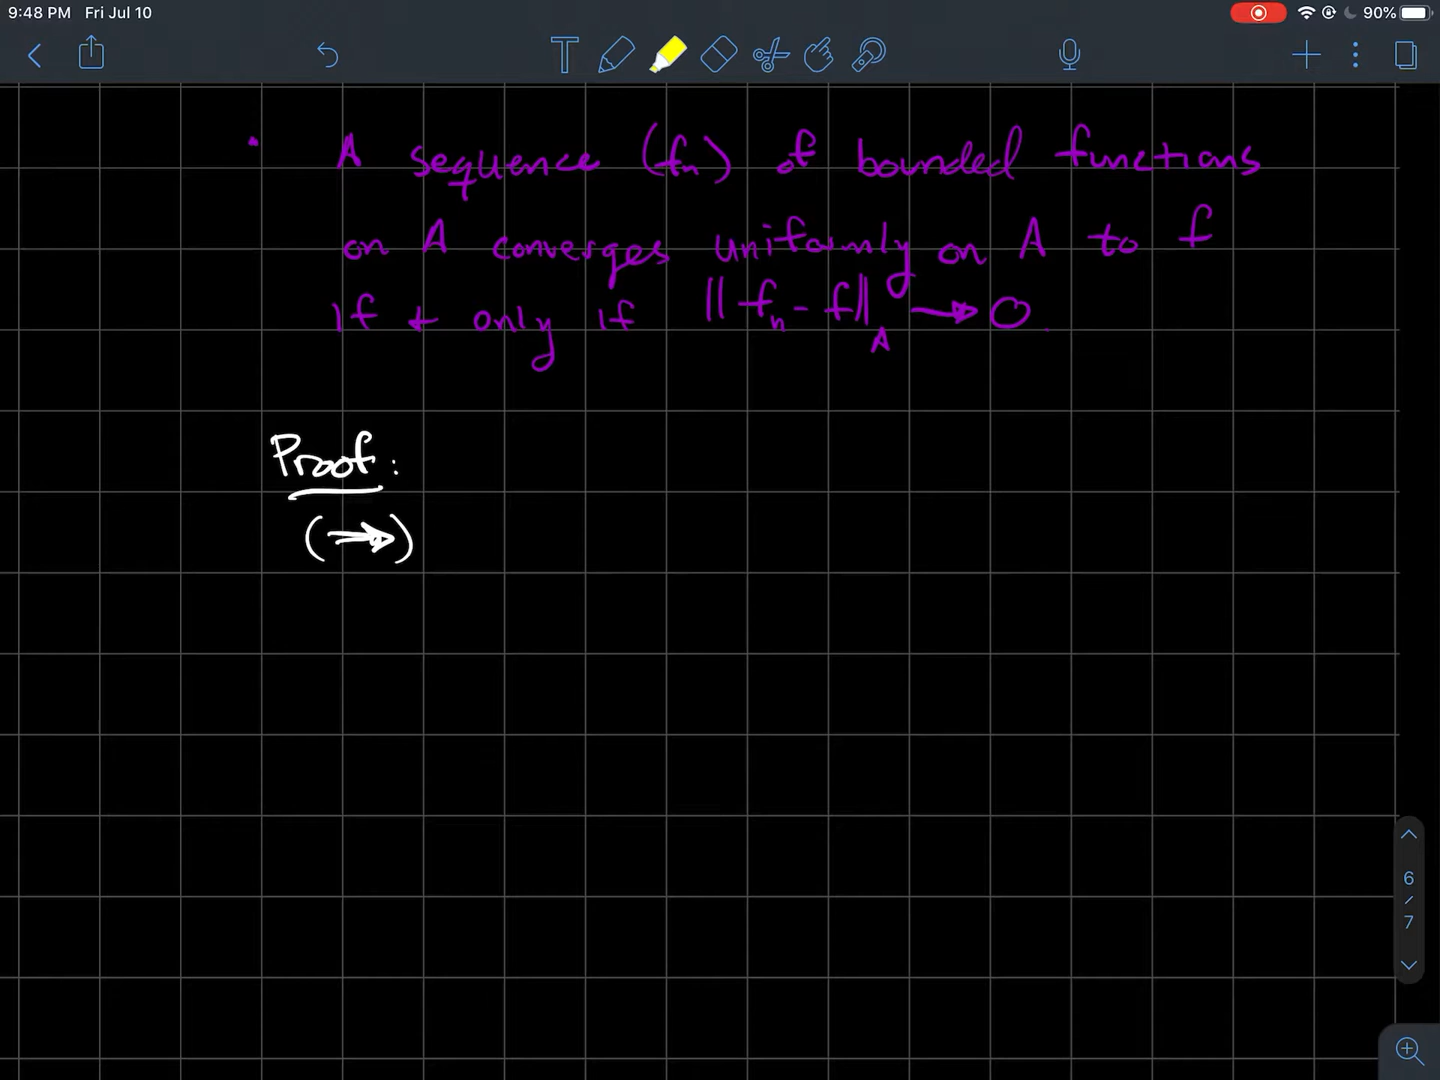 9:48 PM Fri Jul 10 90%
T
• A sequence (fₙ) of bounded functions
on A converges uniformly on A to f
if + only if ‖fₙ - f‖_A → 0.
Proof:
(⇒)
6
/
7